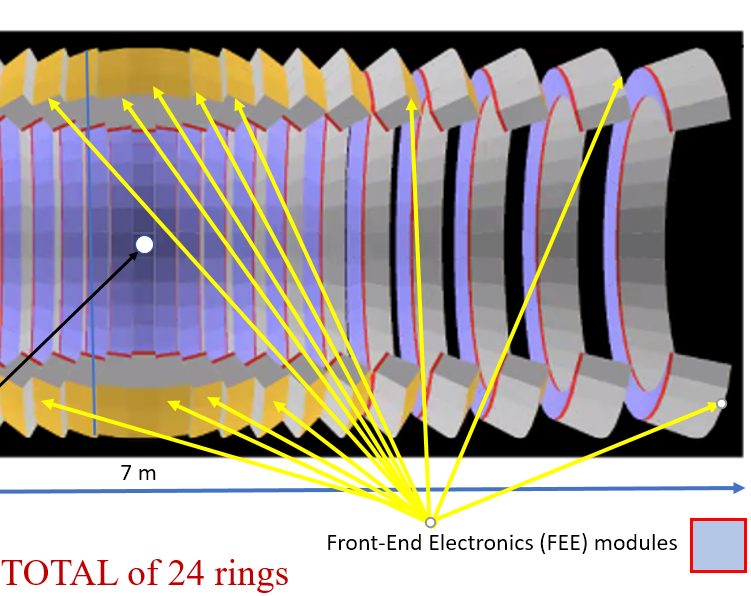 7 m
Front-End Electronics (FEE) modules
TOTAL of 24 rings